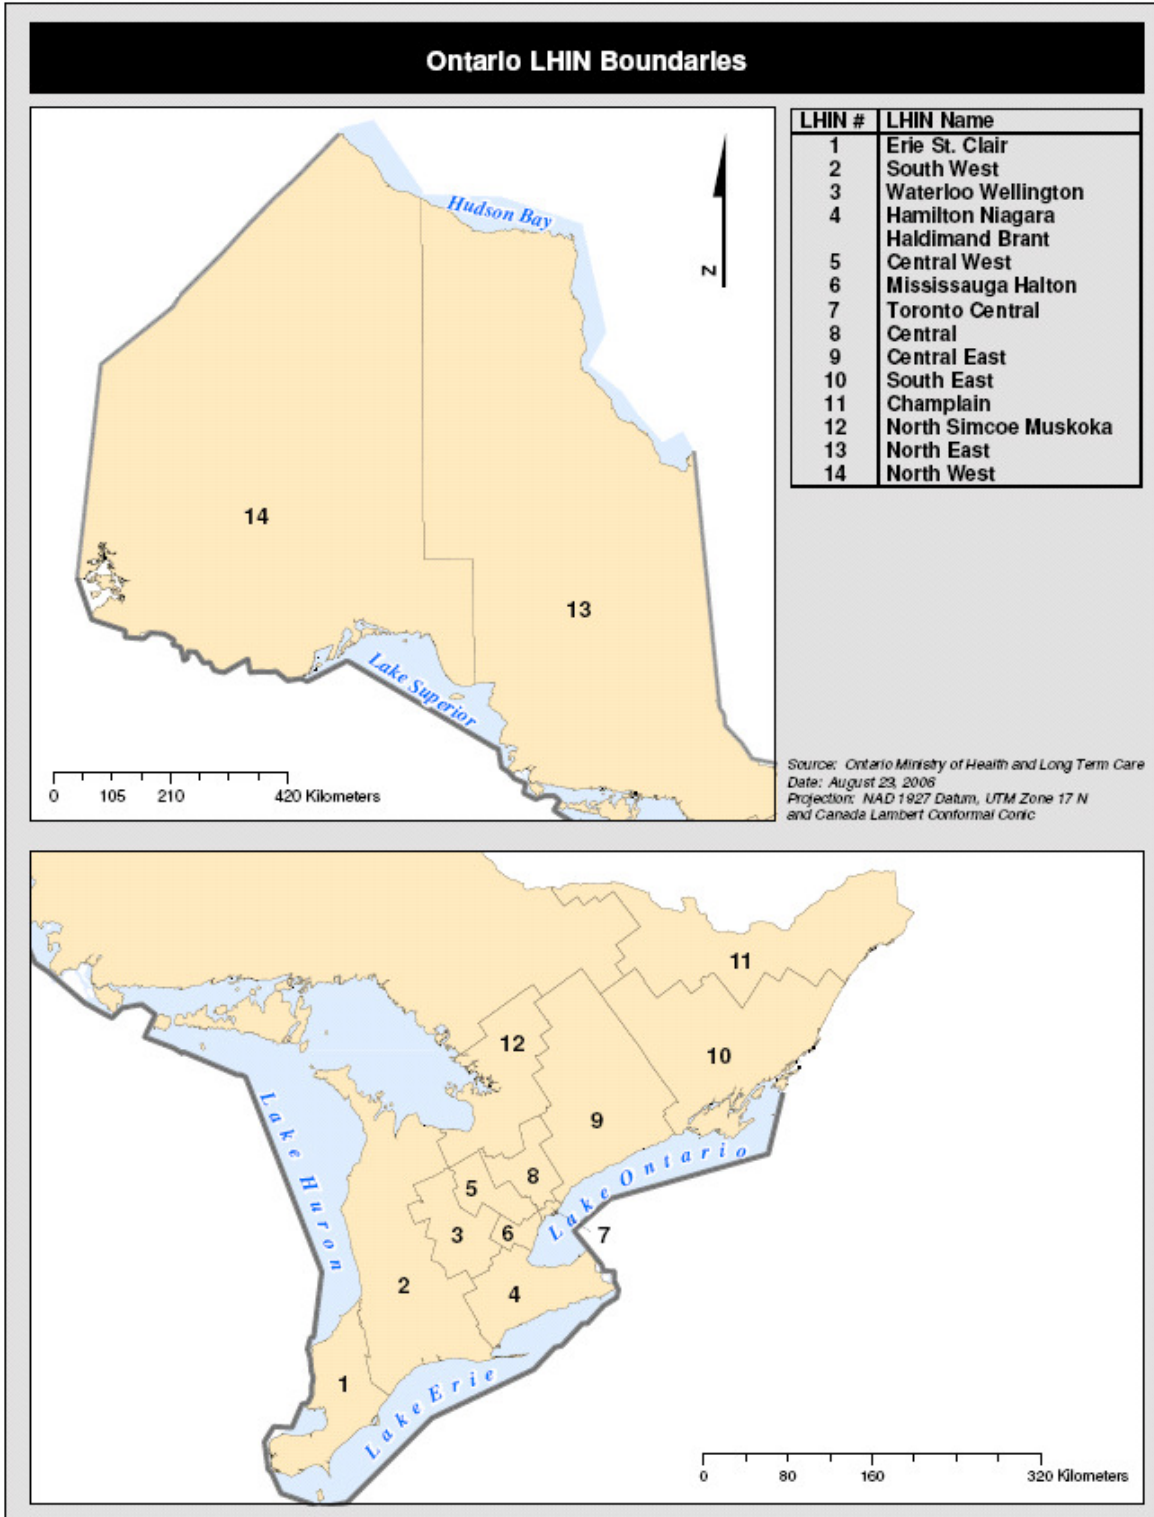 Ontario LHIN Boundaries
LHIN # LHIN Name
1 Erie St. Clair
2 South West
3 Waterloo Wellington
4 Hamilton Niagara
Haldimand Brant
5 Central West
6 Mississauga Halton
7 Toronto Central
8 Central
9 Central East
10 South East
11 Champlain
12 North Simcoe Muskoka
13 North East
14 North West
Hudson Bay
N
14
13
Lake Superior
0 105 210 420 Kilometers
Source: Ontario Ministry of Health and Long Term Care
Date: August 23, 2006
Projection: NAD 1927 Datum, UTM Zone 17 N
and Canada Lambert Conformal Conic
11
12
10
9
Lake Huron
Lake Ontario
8
5
3
6
7
2
4
1
Lake Erie
0 80 160 320 Kilometers